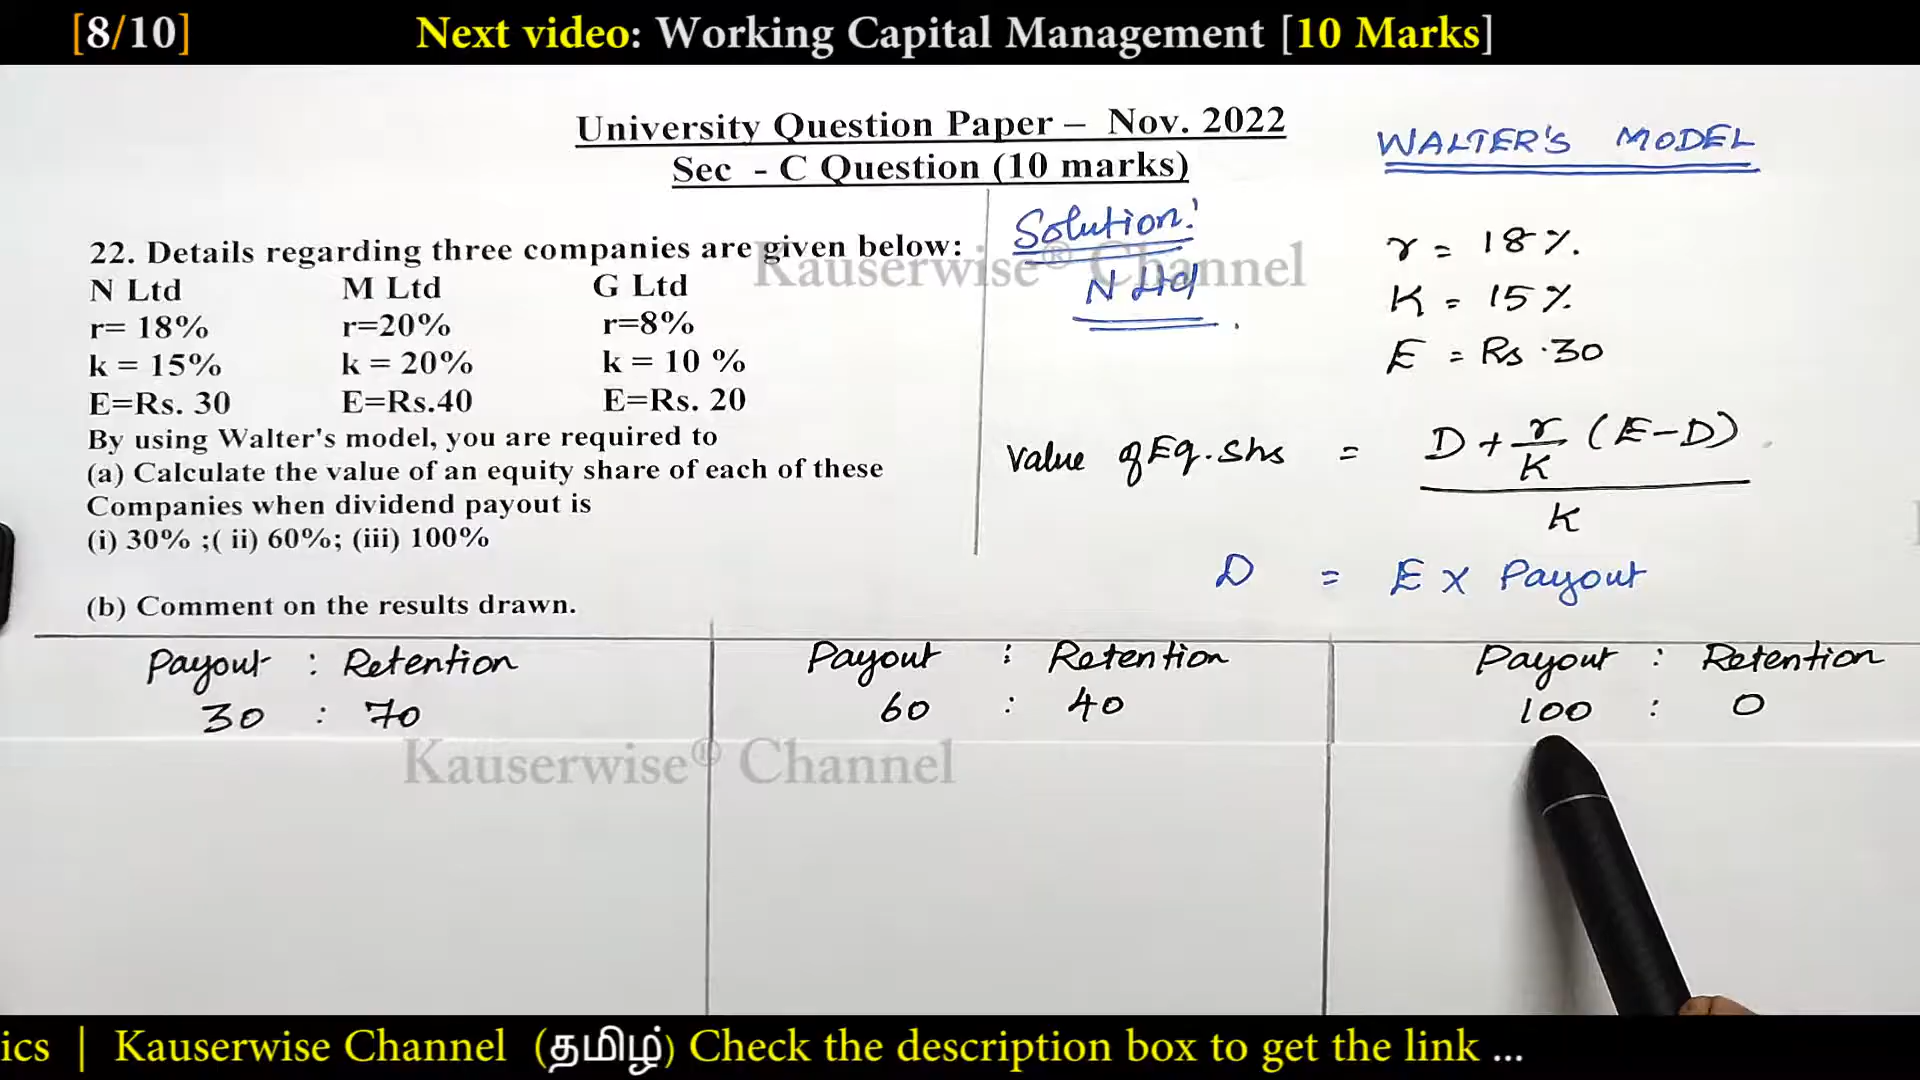 [8/10] Next video: Working Capital Management [10 Marks]
University Question Paper – Nov. 2022
Sec - C Question (10 marks)
WALTER'S MODEL
22. Details regarding three companies are given below:
N Ltd M Ltd G Ltd
r= 18% r=20% r=8%
k = 15% k = 20% k = 10 %
E=Rs. 30 E=Rs.40 E=Rs. 20
By using Walter's model, you are required to
(a) Calculate the value of an equity share of each of these
Companies when dividend payout is
(i) 30% ;( ii) 60%; (iii) 100%
(b) Comment on the results drawn.
Solution:
N Ltd
Kauserwise® Channel
r = 18%.
K = 15%
E = Rs.30
Value of Eq.Shs = D + r/K (E-D)
K
D = E X Payout
Payout : Retention
30 : 70
Payout : Retention
60 : 40
Payout : Retention
100 : 0
Kauserwise® Channel
ics | Kauserwise Channel (தமிழ்) Check the description box to get the link ...